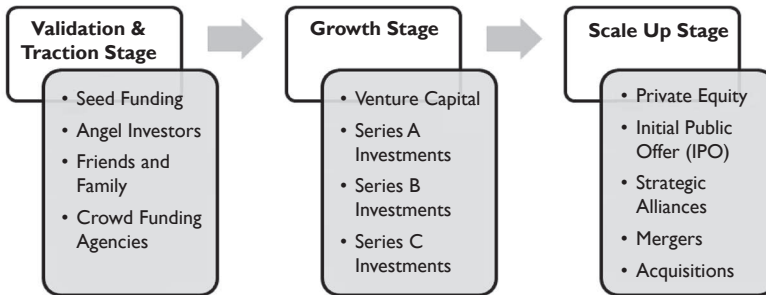 Validation &
Traction Stage
• Seed Funding
• Angel Investors
• Friends and
Family
• Crowd Funding
Agencies
Growth Stage
• Venture Capital
• Series A
Investments
• Series B
Investments
• Series C
Investments
Scale Up Stage
• Private Equity
• Initial Public
Offer (IPO)
• Strategic
Alliances
• Mergers
• Acquisitions